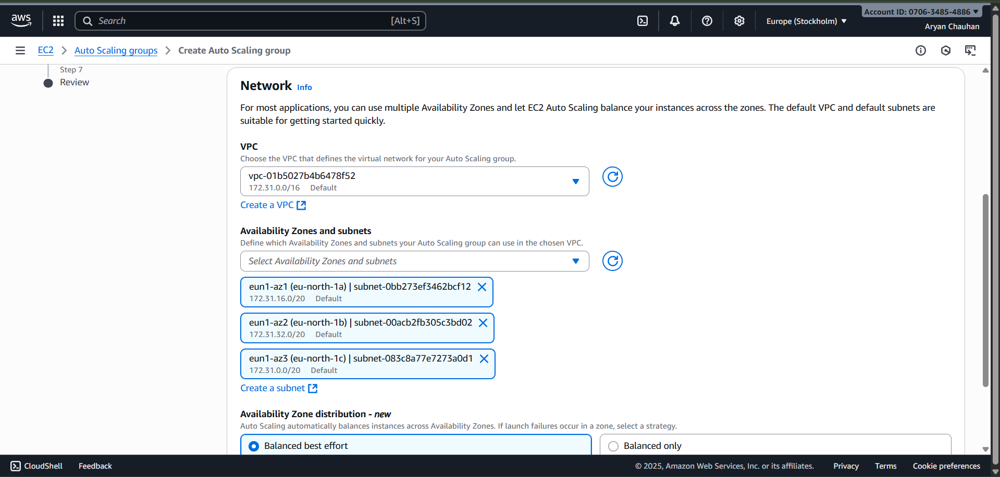 aws
Search [Alt+S]
Europe (Stockholm)
Account ID: 0706-3485-4886
Aryan Chauhan
EC2 Auto Scaling groups Create Auto Scaling group
Step 7
Review
Network Info
For most applications, you can use multiple Availability Zones and let EC2 Auto Scaling balance your instances across the zones. The default VPC and default subnets are
suitable for getting started quickly.
VPC
Choose the VPC that defines the virtual network for your Auto Scaling group.
vpc-01b5027b4b6478f52
172.31.0.0/16 Default
Create a VPC
Availability Zones and subnets
Define which Availability Zones and subnets your Auto Scaling group can use in the chosen VPC.
Select Availability Zones and subnets
eun1-az1 (eu-north-1a) | subnet-0bb273ef3462bcf12
172.31.16.0/20 Default
eun1-az2 (eu-north-1b) | subnet-00acb2fb305c3bd02
172.31.32.0/20 Default
eun1-az3 (eu-north-1c) | subnet-083c8a77e7273a0d1
172.31.0.0/20 Default
Create a subnet
Availability Zone distribution - new
Auto Scaling automatically balances instances across Availability Zones. If launch failures occur in a zone, select a strategy.
Balanced best effort
Balanced only
CloudShell Feedback © 2025, Amazon Web Services, Inc. or its affiliates. Privacy Terms Cookie preferences